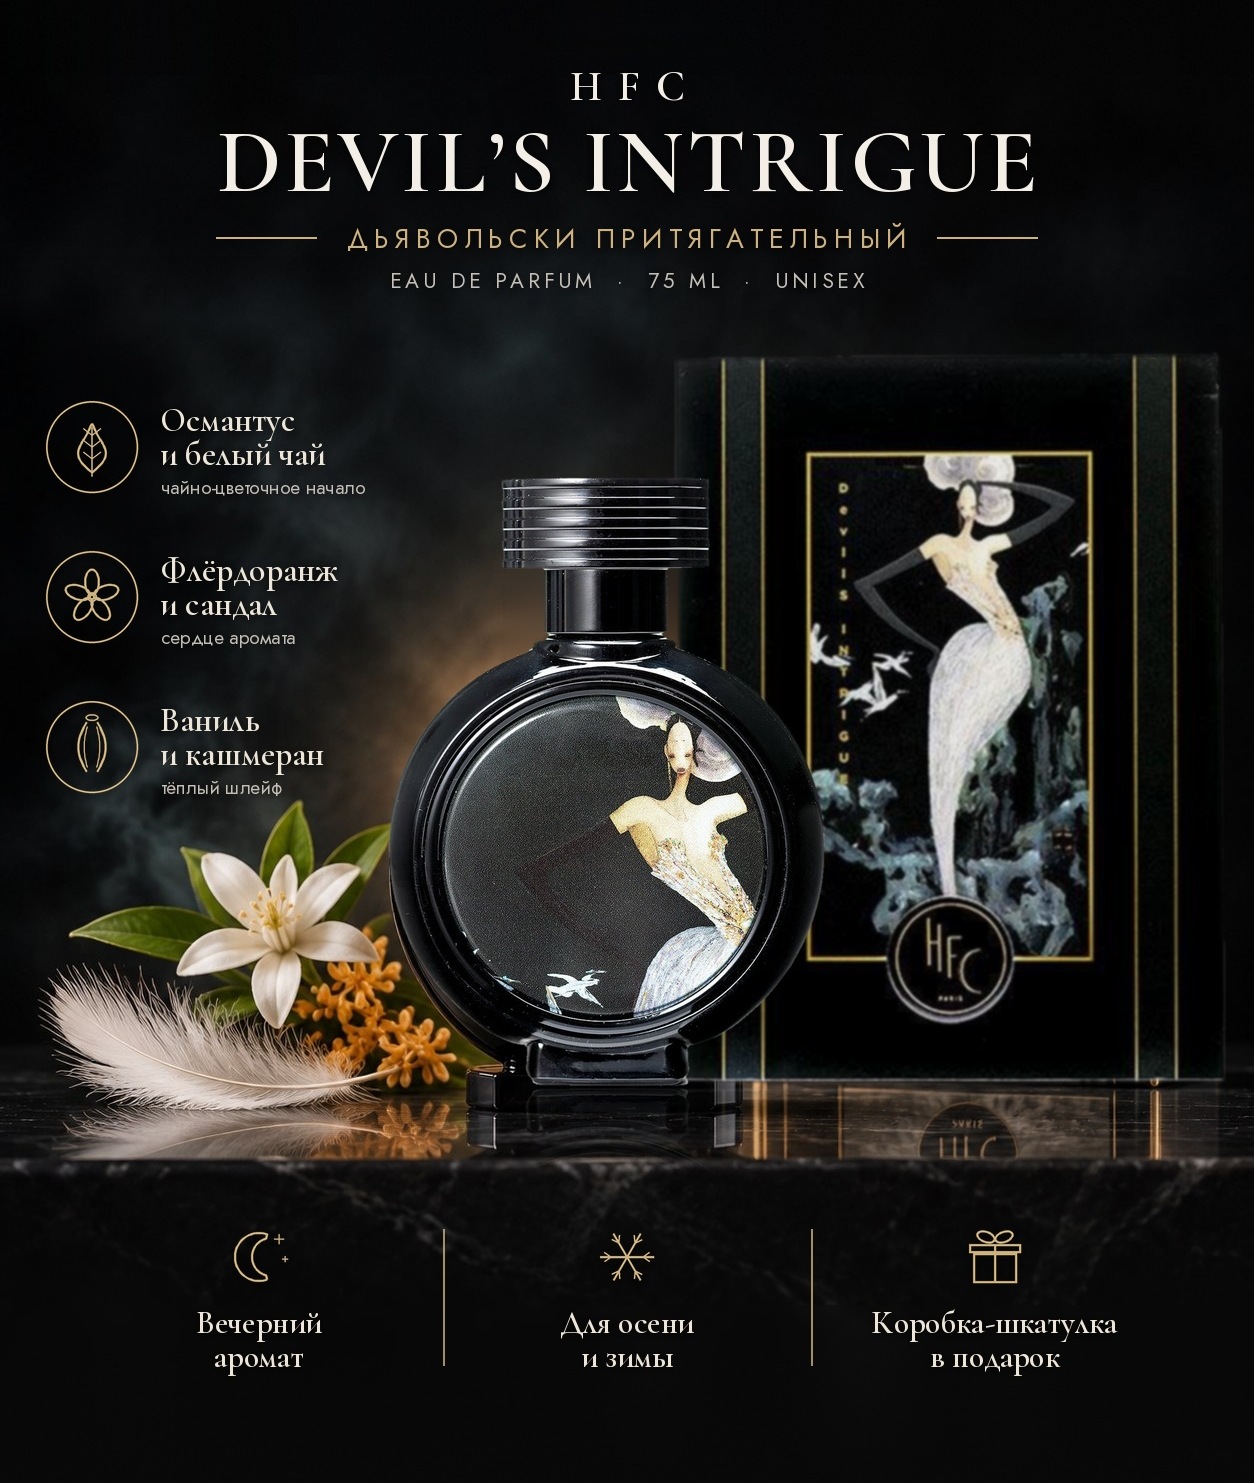 HFC
DEVIL’S INTRIGUE
ДЬЯВОЛЬСКИ ПРИТЯГАТЕЛЬНЫЙ
EAU DE PARFUM · 75 ML · UNISEX
Османтус
и белый чай
чайно-цветочное начало
Флёрдоранж
и сандал
сердце аромата
Ваниль
и кашмеран
тёплый шлейф
DEVILS INTRIGUE
HFC
PARIS
Вечерний
аромат
Для осени
и зимы
Коробка-шкатулка
в подарок